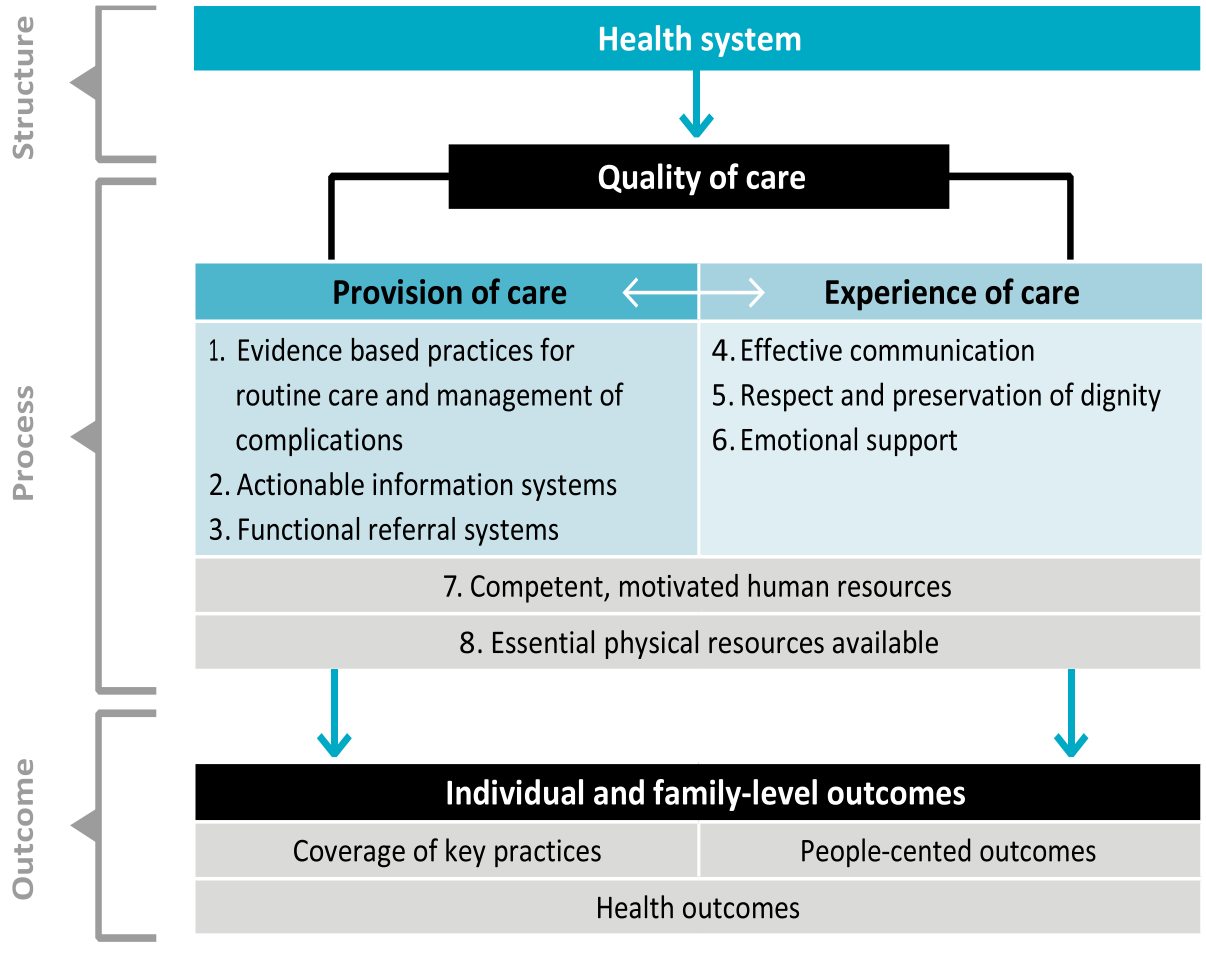 Structure
Health system
Quality of care
Process
Provision of care
Experience of care
1. Evidence based practices for
routine care and management of
complications
2. Actionable information systems
3. Functional referral systems
4. Effective communication
5. Respect and preservation of dignity
6. Emotional support
7. Competent, motivated human resources
8. Essential physical resources available
Outcome
Individual and family-level outcomes
Coverage of key practices
People-cented outcomes
Health outcomes